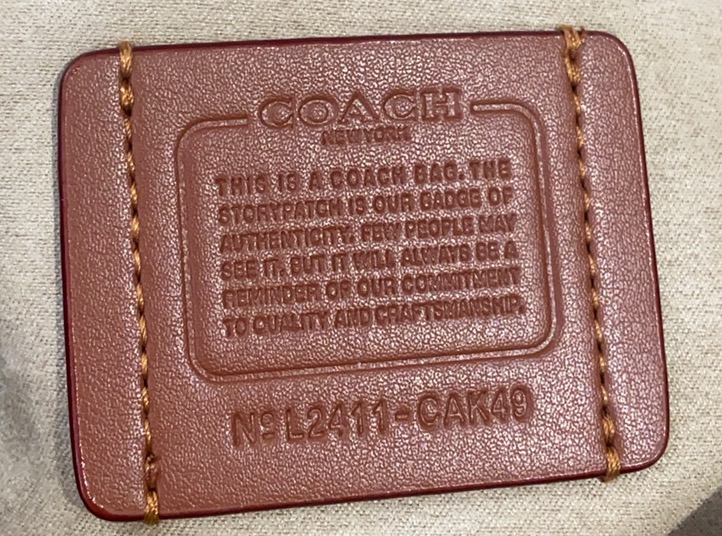 COACH
NEW YORK
THIS IS A COACH BAG. THE
STORYPATCH IS OUR BADGE OF
AUTHENTICITY. FEW PEOPLE MAY
SEE IT. BUT IT WILL ALWAYS BE A
REMINDER OF OUR COMMITMENT
TO QUALITY AND CRAFTSMANSHIP.
Nº L2411-CAK49